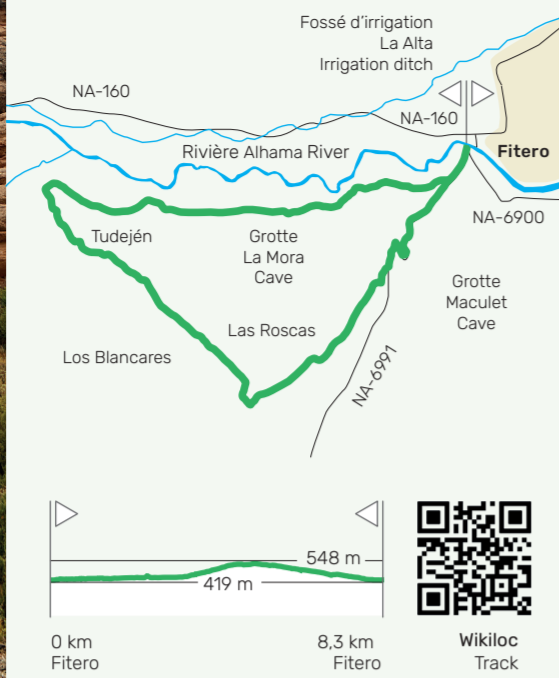 Fossé d'irrigation
La Alta
Irrigation ditch
NA-160
NA-160
Rivière Alhama River
Fitero
NA-6900
Tudején
Grotte
La Mora
Cave
Grotte
Maculet
Cave
Las Roscas
Los Blancares
NA-6991
548 m
419 m
0 km
Fitero
8,3 km
Fitero
Wikiloc
Track